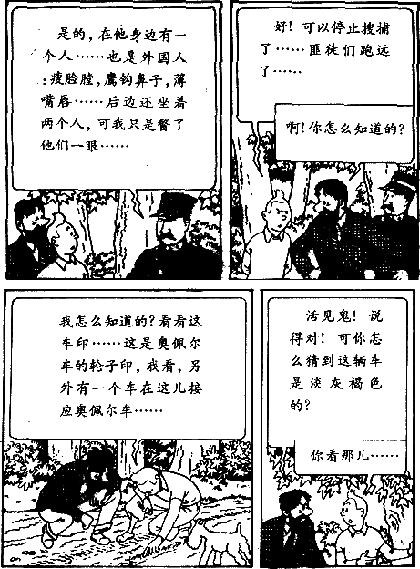 是的，在他身边有一
个人……也是外国人
：瘦脸膛，鹰钩鼻子，薄
嘴唇……后边还坐着
两个人，可我只是瞥了
他们一眼……
好！可以停止搜捕
了……匪徒们跑远
了……
啊！你怎么知道的？
我怎么知道的？看看这
车印……这是奥佩尔
车的轮子印，我看，另
外有一个车在这儿接
应奥佩尔车……
活见鬼！说
得对！可你怎
么猜到这辆车
是淡灰褐色
的？
你看那儿……